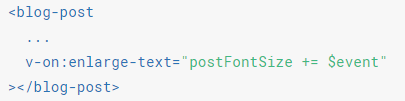 <blog-post
  ...
  v-on:enlarge-text="postFontSize += $event"
></blog-post>